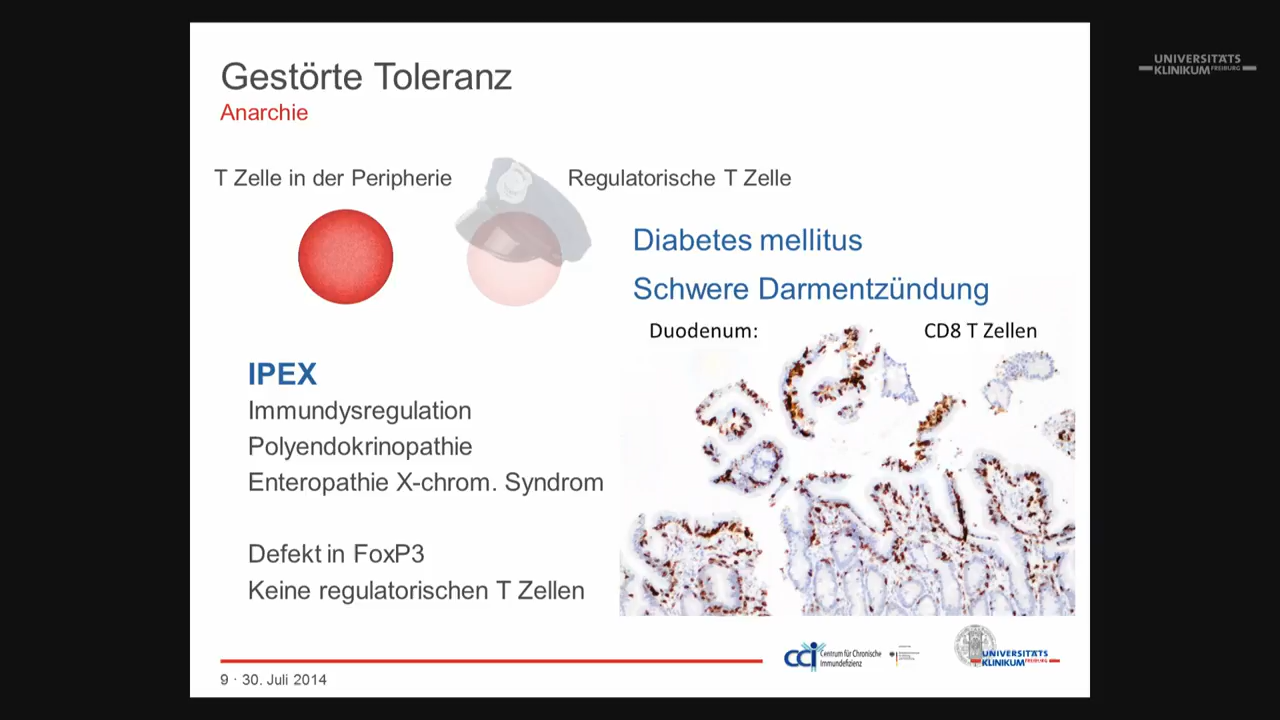 UNIVERSITÄTS
KLINIKUM FREIBURG
Gestörte Toleranz
Anarchie
T Zelle in der Peripherie
Regulatorische T Zelle
Diabetes mellitus
Schwere Darmentzündung
Duodenum:
CD8 T Zellen
IPEX
Immundysregulation
Polyendokrinopathie
Enteropathie X-chrom. Syndrom
Defekt in FoxP3
Keine regulatorischen T Zellen
cci Centrum für Chronische
Immundefizienz
UNIVERSITÄTS
KLINIKUM FREIBURG
9 · 30. Juli 2014